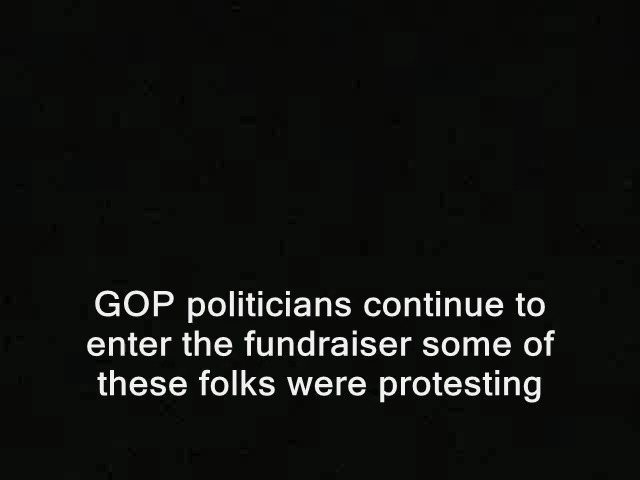 GOP politicians continue to
enter the fundraiser some of
these folks were protesting